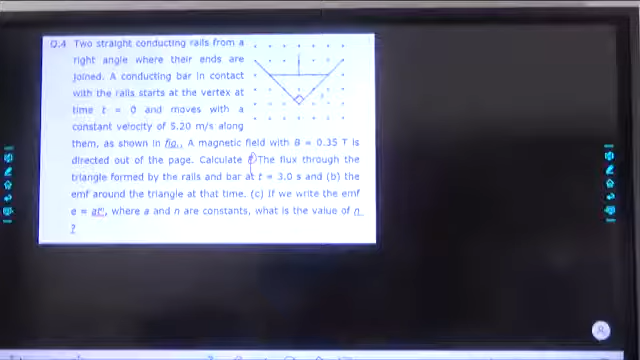 Q.4 Two straight conducting rails from a
right angle where their ends are
joined. A conducting bar in contact
with the rails starts at the vertex at
time t = 0 and moves with a
constant velocity of 5.20 m/s along
them, as shown in fig., A magnetic field with B = 0.35 T is
directed out of the page. Calculate The flux through the
triangle formed by the rails and bar at t = 3.0 s and (b) the
emf around the triangle at that time. (c) If we write the emf
e = atⁿ, where a and n are constants, what is the value of n
?